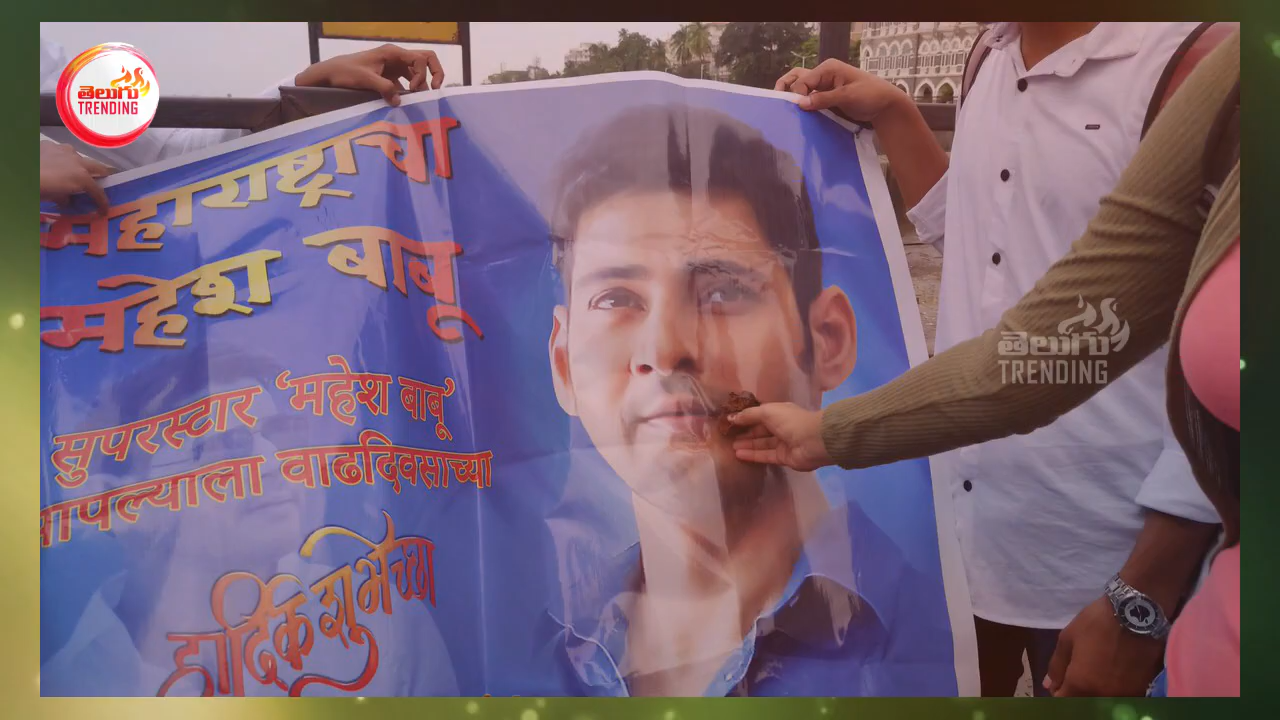 తెలుగు
TRENDING
महाराष्ट्राचा
महेश बाबू
सुपरस्टार 'महेश बाबू'
आपल्याला वाढदिवसाच्या
हार्दिक शुभेच्छा
తెలుగు
TRENDING